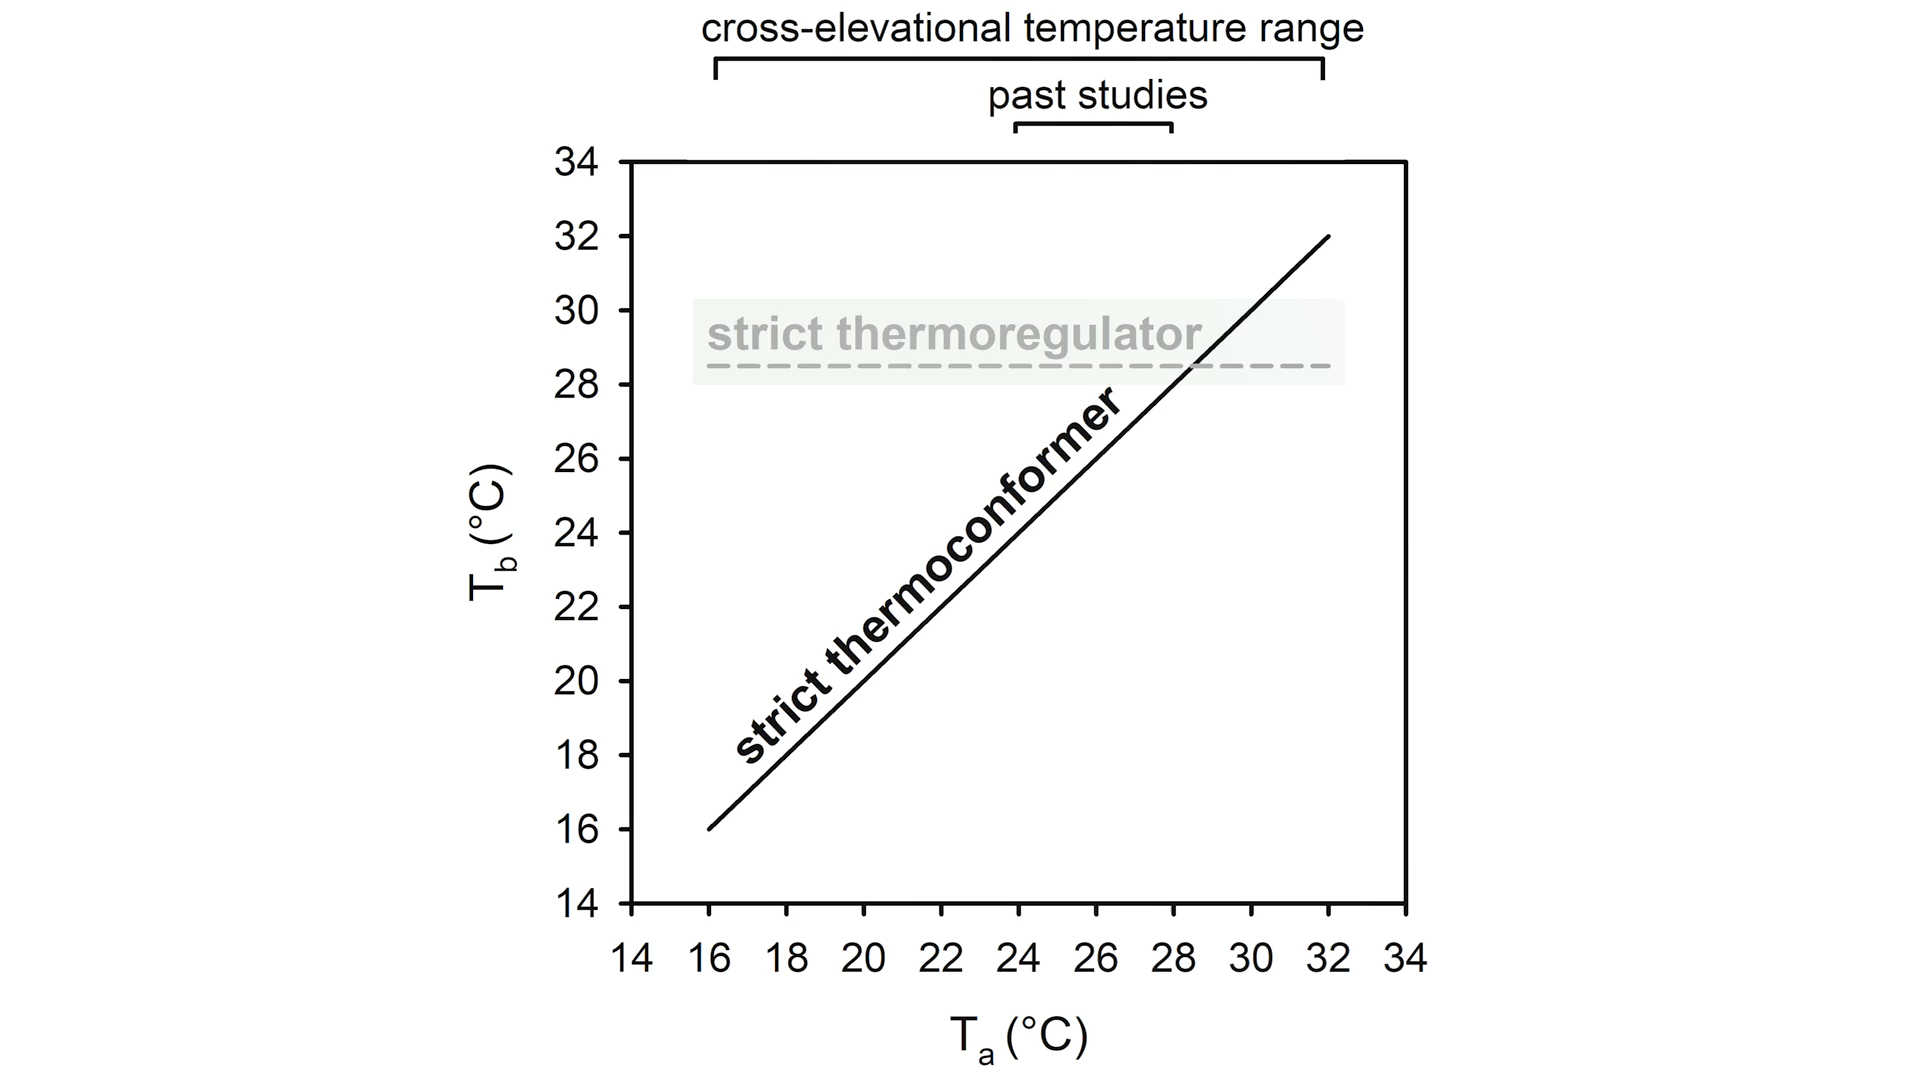 cross-elevational temperature range
past studies
34
32
30
28
26
24
22
20
18
16
14
strict thermoregulator
strict thermoconformer
Tb (°C)
14 16 18 20 22 24 26 28 30 32 34
Ta (°C)